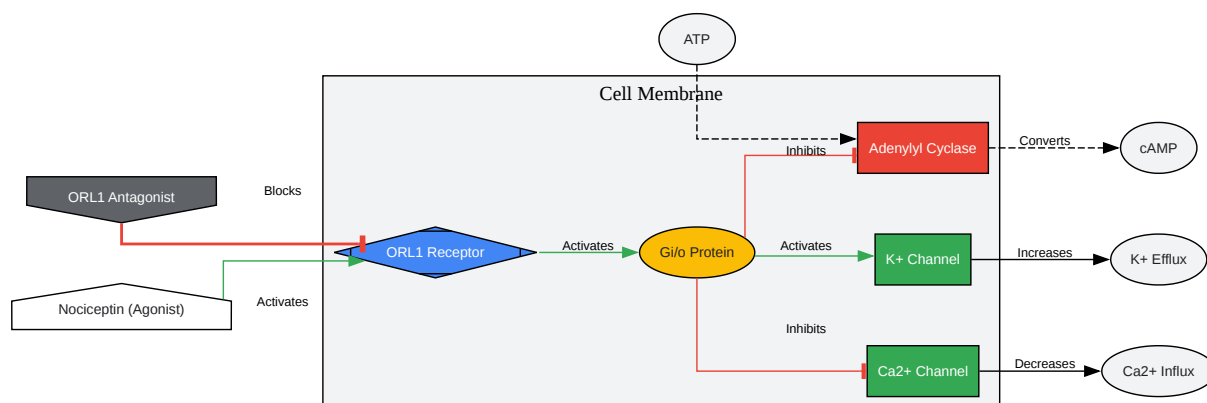 ATP
Cell Membrane
Inhibits
Adenylyl Cyclase
Converts
cAMP
ORL1 Antagonist
Blocks
ORL1 Receptor
Activates
Gi/o Protein
Activates
K+ Channel
Increases
K+ Efflux
Nociceptin (Agonist)
Activates
Inhibits
Ca2+ Channel
Decreases
Ca2+ Influx